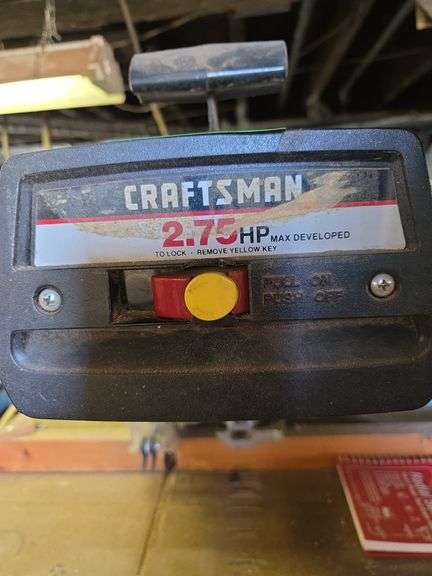 CRAFTSMAN
2.75HP MAX DEVELOPED
TO LOCK - REMOVE YELLOW KEY
PULL ON
PUSH OFF